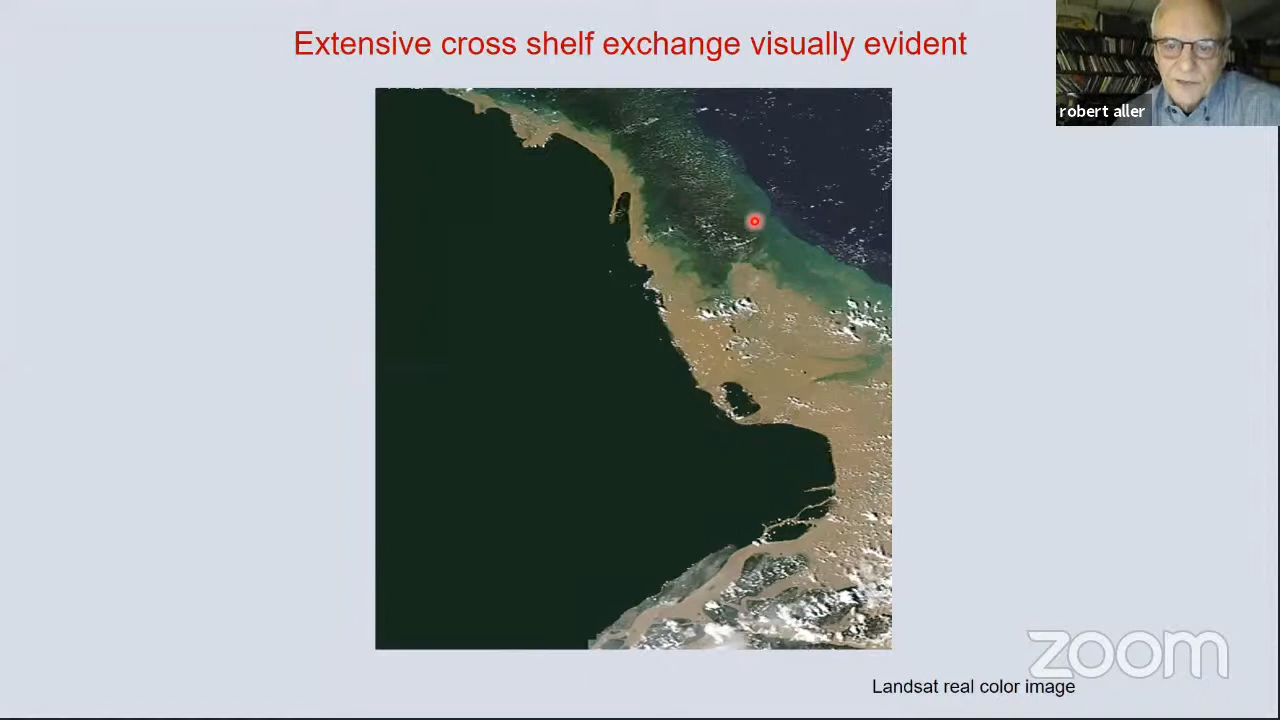 Extensive cross shelf exchange visually evident
robert aller
zoom
Landsat real color image